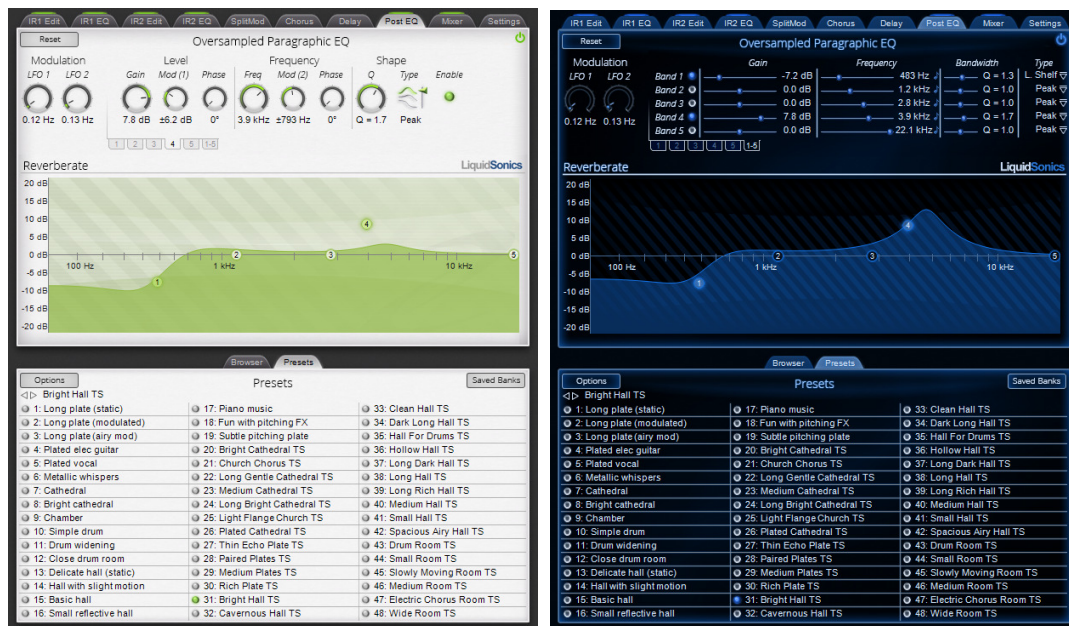 IR1 Edit IR1 EQ IR2 Edit IR2 EQ SplitMod Chorus Delay Post EQ Mixer Settings
Reset
Oversampled Paragraphic EQ
Modulation Level Frequency Shape
LFO 1 LFO 2 Gain Mod (1) Phase Freq Mod (2) Phase Q Type Enable
0.12 Hz 0.13 Hz 7.8 dB ±6.2 dB 0° 3.9 kHz ±793 Hz 0° Q = 1.7 Peak
1 2 3 4 5 1-5
Reverberate LiquidSonics
20 dB
15 dB
10 dB
4
5 dB
0 dB 2 3 5
100 Hz 1 kHz 10 kHz
-5 dB
1
-10 dB
-15 dB
-20 dB
Browser Presets
Options Presets Saved Banks
Bright Hall TS
1: Long plate (static) 17: Piano music 33: Clean Hall TS
2: Long plate (modulated) 18: Fun with pitching FX 34: Dark Long Hall TS
3: Long plate (airy mod) 19: Subtle pitching plate 35: Hall For Drums TS
4: Plated elec guitar 20: Bright Cathedral TS 36: Hollow Hall TS
5: Plated vocal 21: Church Chorus TS 37: Long Dark Hall TS
6: Metallic whispers 22: Long Gentle Cathedral TS 38: Long Hall TS
7: Cathedral 23: Medium Cathedral TS 39: Long Rich Hall TS
8: Bright cathedral 24: Long Bright Cathedral TS 40: Medium Hall TS
9: Chamber 25: Light Flange Church TS 41: Small Hall TS
10: Simple drum 26: Plated Cathedral TS 42: Spacious Airy Hall TS
11: Drum widening 27: Thin Echo Plate TS 43: Drum Room TS
12: Close drum room 28: Paired Plates TS 44: Small Room TS
13: Delicate hall (static) 29: Medium Plates TS 45: Slowly Moving Room TS
14: Hall with slight motion 30: Rich Plate TS 46: Medium Room TS
15: Basic hall 31: Bright Hall TS 47: Electric Chorus Room TS
16: Small reflective hall 32: Cavernous Hall TS 48: Wide Room TS
IR1 Edit IR1 EQ IR2 Edit IR2 EQ SplitMod Chorus Delay Post EQ Mixer Settings
Reset
Oversampled Paragraphic EQ
Modulation Gain Frequency Bandwidth Type
LFO 1 LFO 2 Band 1 -7.2 dB 483 Hz Q = 1.3 L. Shelf
Band 2 0.0 dB 1.2 kHz Q = 1.0 Peak
Band 3 0.0 dB 2.8 kHz Q = 1.0 Peak
0.12 Hz 0.13 Hz Band 4 7.8 dB 3.9 kHz Q = 1.7 Peak
Band 5 0.0 dB 22.1 kHz Q = 1.0 Peak
1 2 3 4 5 1-5
Reverberate LiquidSonics
20 dB
15 dB
10 dB
4
5 dB
0 dB 2 3 5
100 Hz 1 kHz 10 kHz
-5 dB
1
-10 dB
-15 dB
-20 dB
Browser Presets
Options Presets Saved Banks
Bright Hall TS
1: Long plate (static) 17: Piano music 33: Clean Hall TS
2: Long plate (modulated) 18: Fun with pitching FX 34: Dark Long Hall TS
3: Long plate (airy mod) 19: Subtle pitching plate 35: Hall For Drums TS
4: Plated elec guitar 20: Bright Cathedral TS 36: Hollow Hall TS
5: Plated vocal 21: Church Chorus TS 37: Long Dark Hall TS
6: Metallic whispers 22: Long Gentle Cathedral TS 38: Long Hall TS
7: Cathedral 23: Medium Cathedral TS 39: Long Rich Hall TS
8: Bright cathedral 24: Long Bright Cathedral TS 40: Medium Hall TS
9: Chamber 25: Light Flange Church TS 41: Small Hall TS
10: Simple drum 26: Plated Cathedral TS 42: Spacious Airy Hall TS
11: Drum widening 27: Thin Echo Plate TS 43: Drum Room TS
12: Close drum room 28: Paired Plates TS 44: Small Room TS
13: Delicate hall (static) 29: Medium Plates TS 45: Slowly Moving Room TS
14: Hall with slight motion 30: Rich Plate TS 46: Medium Room TS
15: Basic hall 31: Bright Hall TS 47: Electric Chorus Room TS
16: Small reflective hall 32: Cavernous Hall TS 48: Wide Room TS